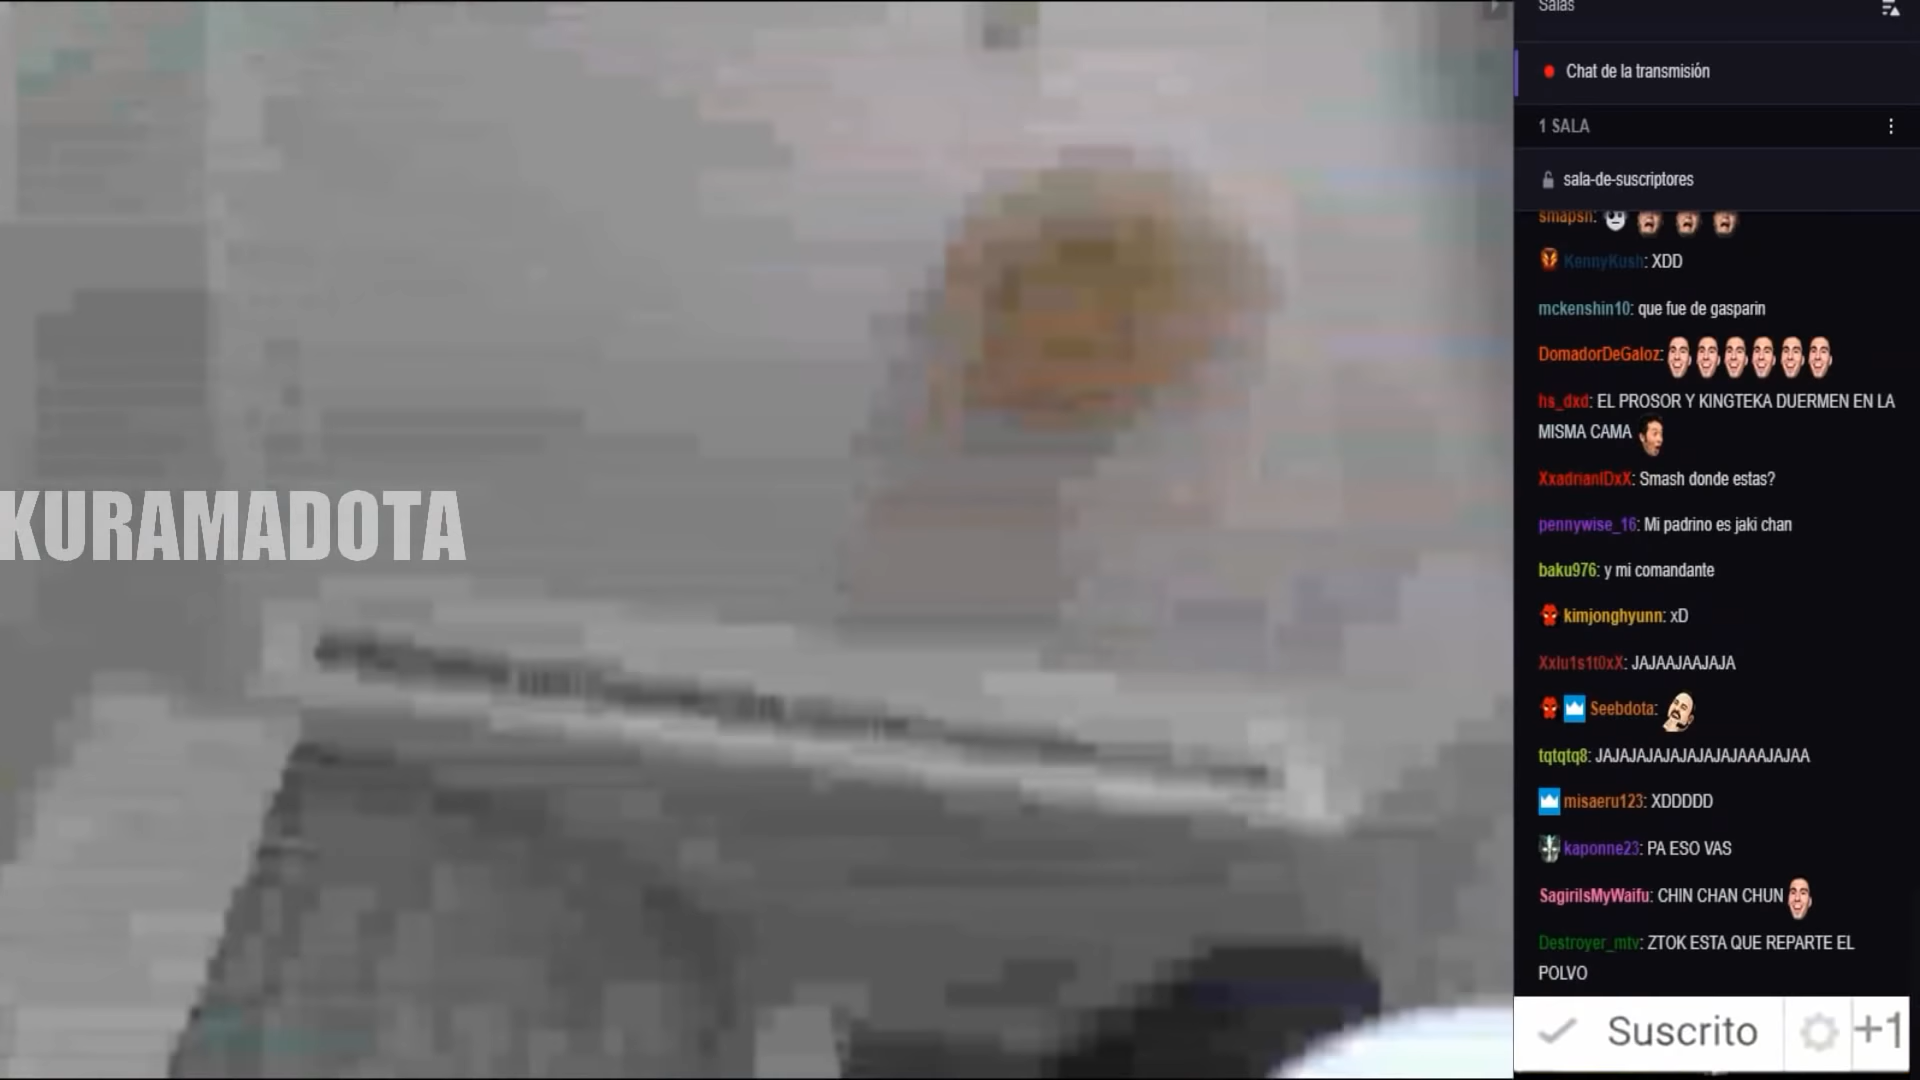 Salas
Chat de la transmisión
1 SALA
sala-de-suscriptores
smapsh:
KennyKush: XDD
mckenshin10: que fue de gasparin
DomadorDeGaloz:
hs_dxd: EL PROSOR Y KINGTEKA DUERMEN EN LA
MISMA CAMA
XxadrianIDxX: Smash donde estas?
pennywise_16: Mi padrino es jaki chan
baku976: y mi comandante
kimjonghyunn: xD
Xxlu1s1t0xX: JAJAAJAAJAJA
Seebdota:
tqtqtq8: JAJAJAJAJAJAJAJAJAAAJAJAA
misaeru123: XDDDDD
kaponne23: PA ESO VAS
SagiriIsMyWaifu: CHIN CHAN CHUN
Destroyer_mtv: ZTOK ESTA QUE REPARTE EL
POLVO
KURAMADOTA
Suscrito
+1